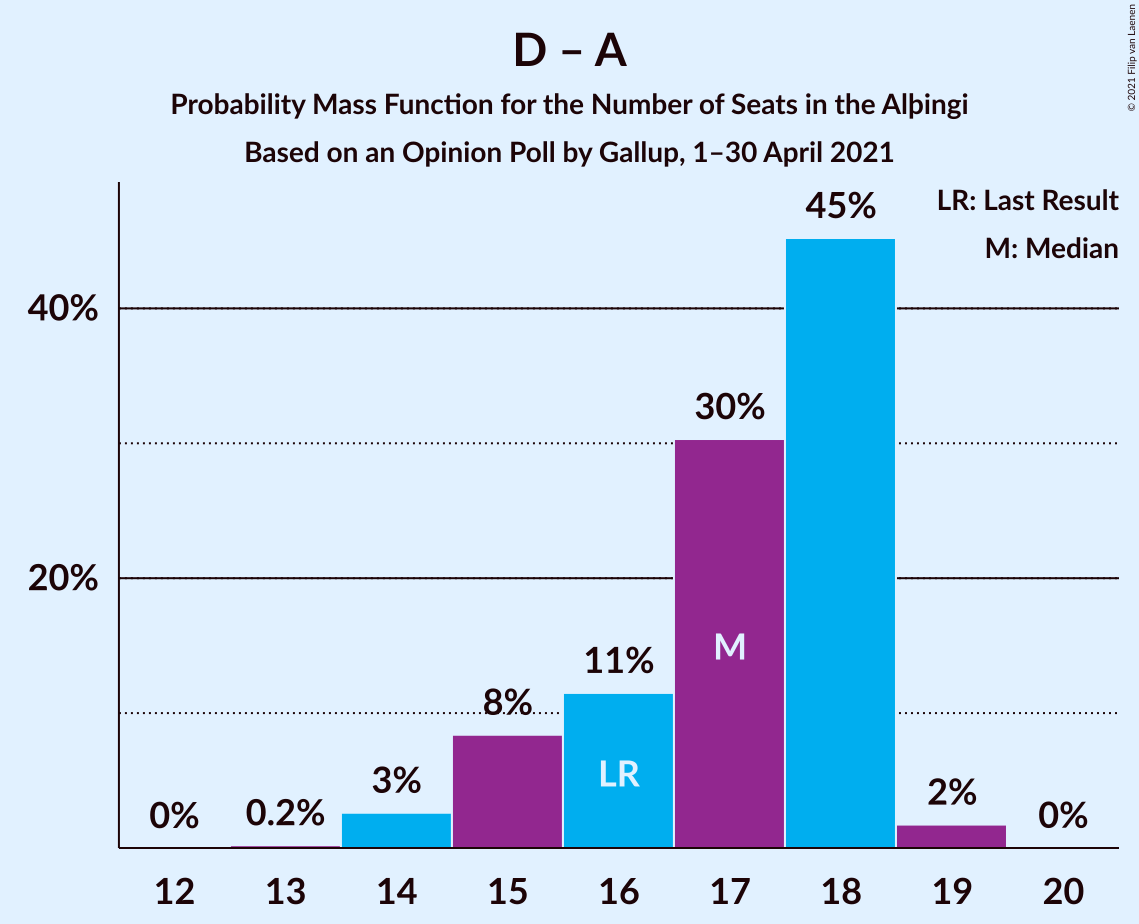 D – A
Probability Mass Function for the Number of Seats in the Alþingi
Based on an Opinion Poll by Gallup, 1–30 April 2021
© 2021 Filip van Laenen
LR: Last Result
M: Median
40%
20%
0%
0.2%
3%
8%
11%
30%
45%
2%
0%
LR
M
12 13 14 15 16 17 18 19 20